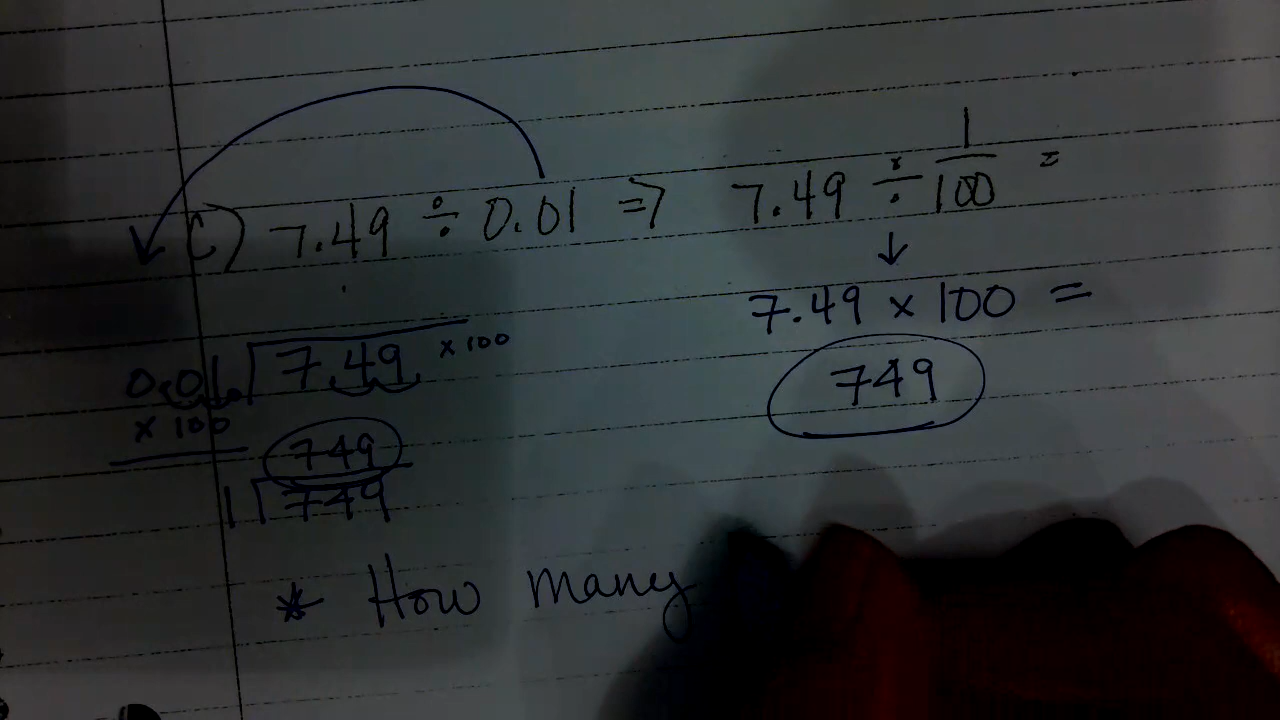 C) 7.49 ÷ 0.01 => 7.49 ÷ 1/100 =
↓
7.49 × 100 =
749
0.01. √7.49 × 100
× 100
749
1 √749
* How many